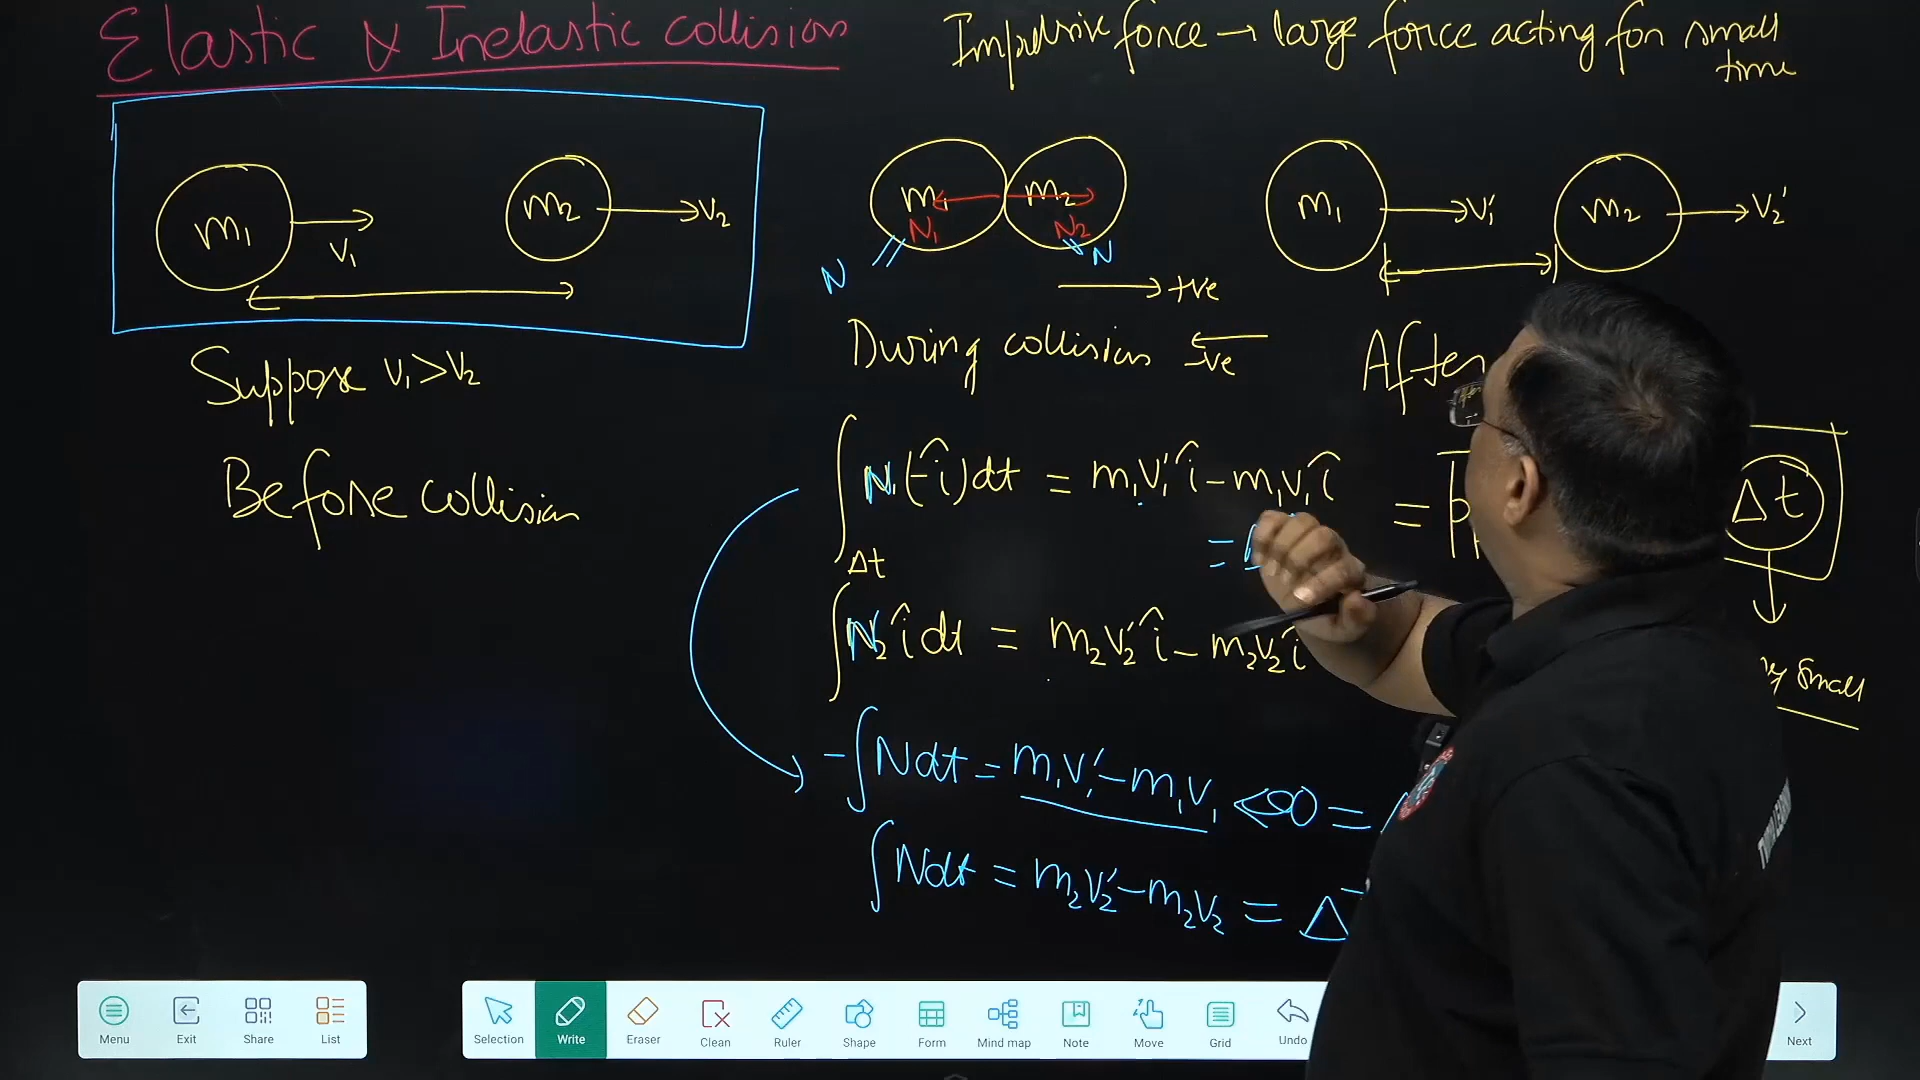 Elastic & Inelastic collision
Impulsive force → large force acting for small
time
m₁
v₁
m₂
v₂
m₁
N₁
m₂
N₂
N
N
+ve
m₁
v₁'
m₂
v₂'
Suppose v₁>v₂
Before collision
During collision
-ve
After
∫ N₁(-î)dt = m₁v₁'î - m₁v₁î
Δt
=
=
Δt
∫ N₂ î dt = m₂v₂'î - m₂v₂î
small
-∫Ndt = m₁v₁' - m₁v₁ <0 =
∫Ndt = m₂v₂' - m₂v₂ = Δ
Menu
Exit
Share
List
Selection
Write
Eraser
Clean
Ruler
Shape
Form
Mind map
Note
Move
Grid
Undo
Next